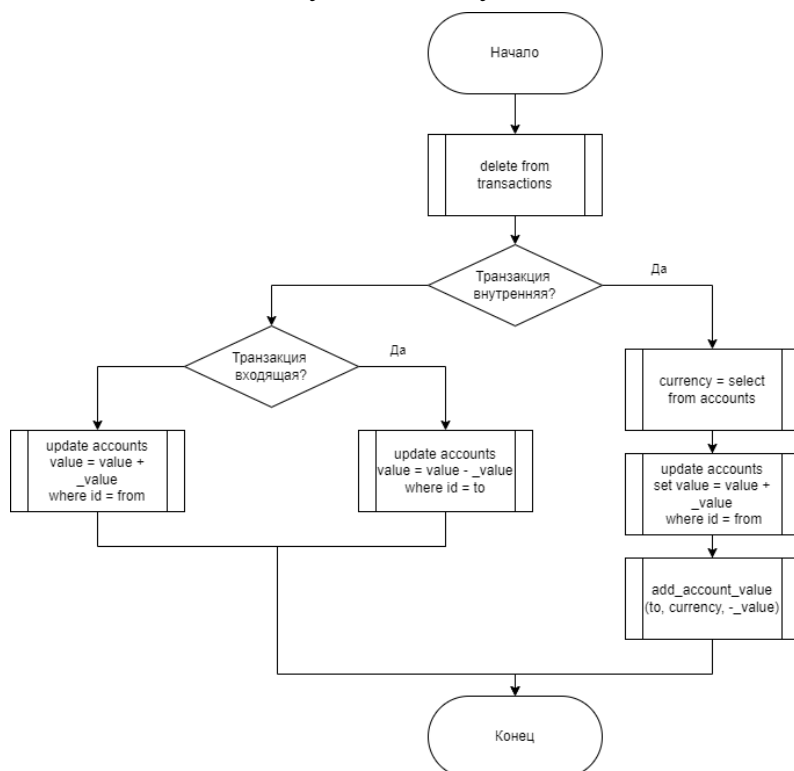 Начало
delete from
transactions
Транзакция
внутренняя?
Да
Транзакция
входящая?
Да
currency = select
from accounts
update accounts
value = value +
_value
where id = from
update accounts
value = value - _value
where id = to
update accounts
set value = value +
_value
where id = from
add_account_value
(to, currency, -_value)
Конец